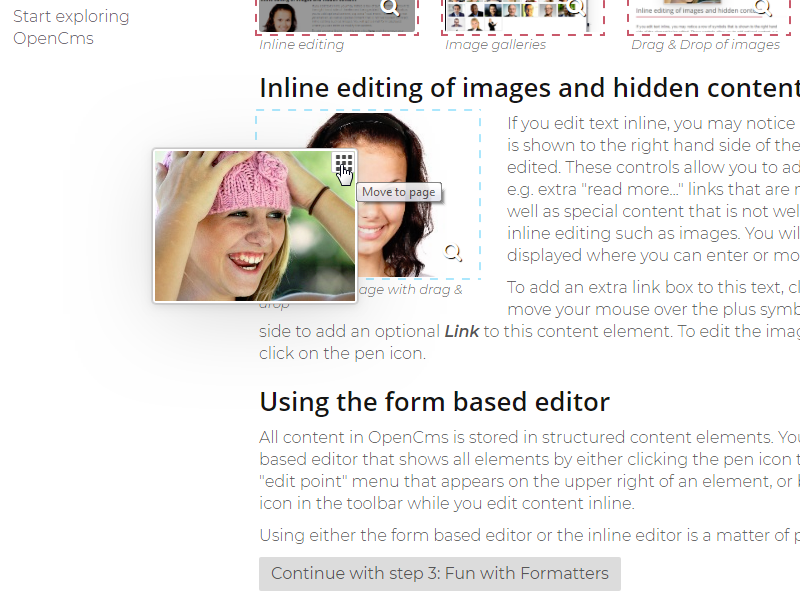 Start exploring
OpenCms
Inline editing
Image galleries
Drag & Drop of images
Inline editing of images and hidden content
If you edit text inline, you may notice
is shown to the right hand side of the
edited. These controls allow you to ad
e.g. extra "read more..." links that are
well as special content that is not wel
inline editing such as images. You wil
displayed where you can enter or mo
Move to page
age with drag &
drop
To add an extra link box to this text, cl
move your mouse over the plus symb
side to add an optional Link to this content element. To edit the imag
click on the pen icon.
Using the form based editor
All content in OpenCms is stored in structured content elements. You
based editor that shows all elements by either clicking the pen icon
"edit point" menu that appears on the upper right of an element, or
icon in the toolbar while you edit content inline.
Using either the form based editor or the inline editor is a matter of
Continue with step 3: Fun with Formatters